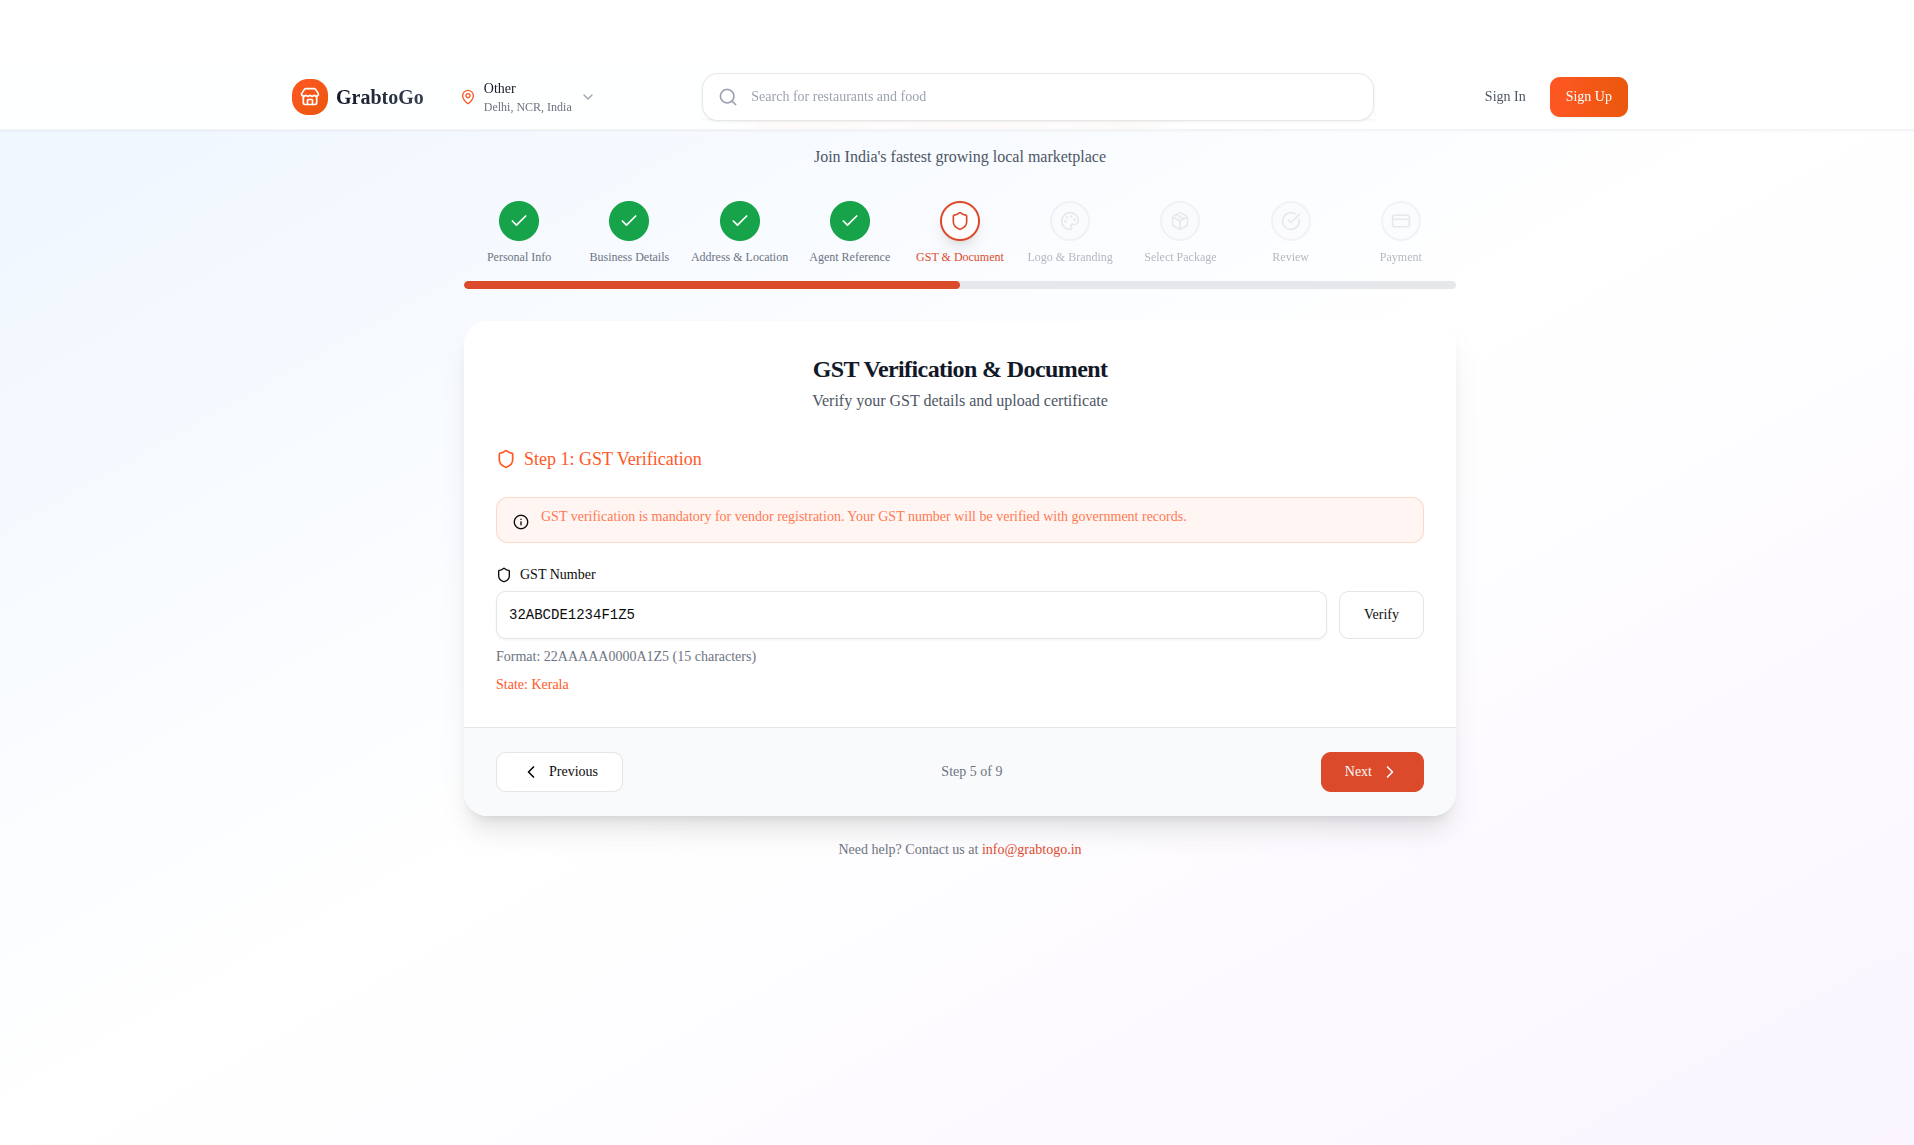 GrabtoGo
Other
Delhi, NCR, India
Search for restaurants and food
Sign In
Sign Up
Join India's fastest growing local marketplace
Personal Info
Business Details
Address & Location
Agent Reference
GST & Document
Logo & Branding
Select Package
Review
Payment
GST Verification & Document
Verify your GST details and upload certificate
Step 1: GST Verification
GST verification is mandatory for vendor registration. Your GST number will be verified with government records.
GST Number
32ABCDE1234F1Z5
Verify
Format: 22AAAAA0000A1Z5 (15 characters)
State: Kerala
Previous
Step 5 of 9
Next
Need help? Contact us at info@grabtogo.in